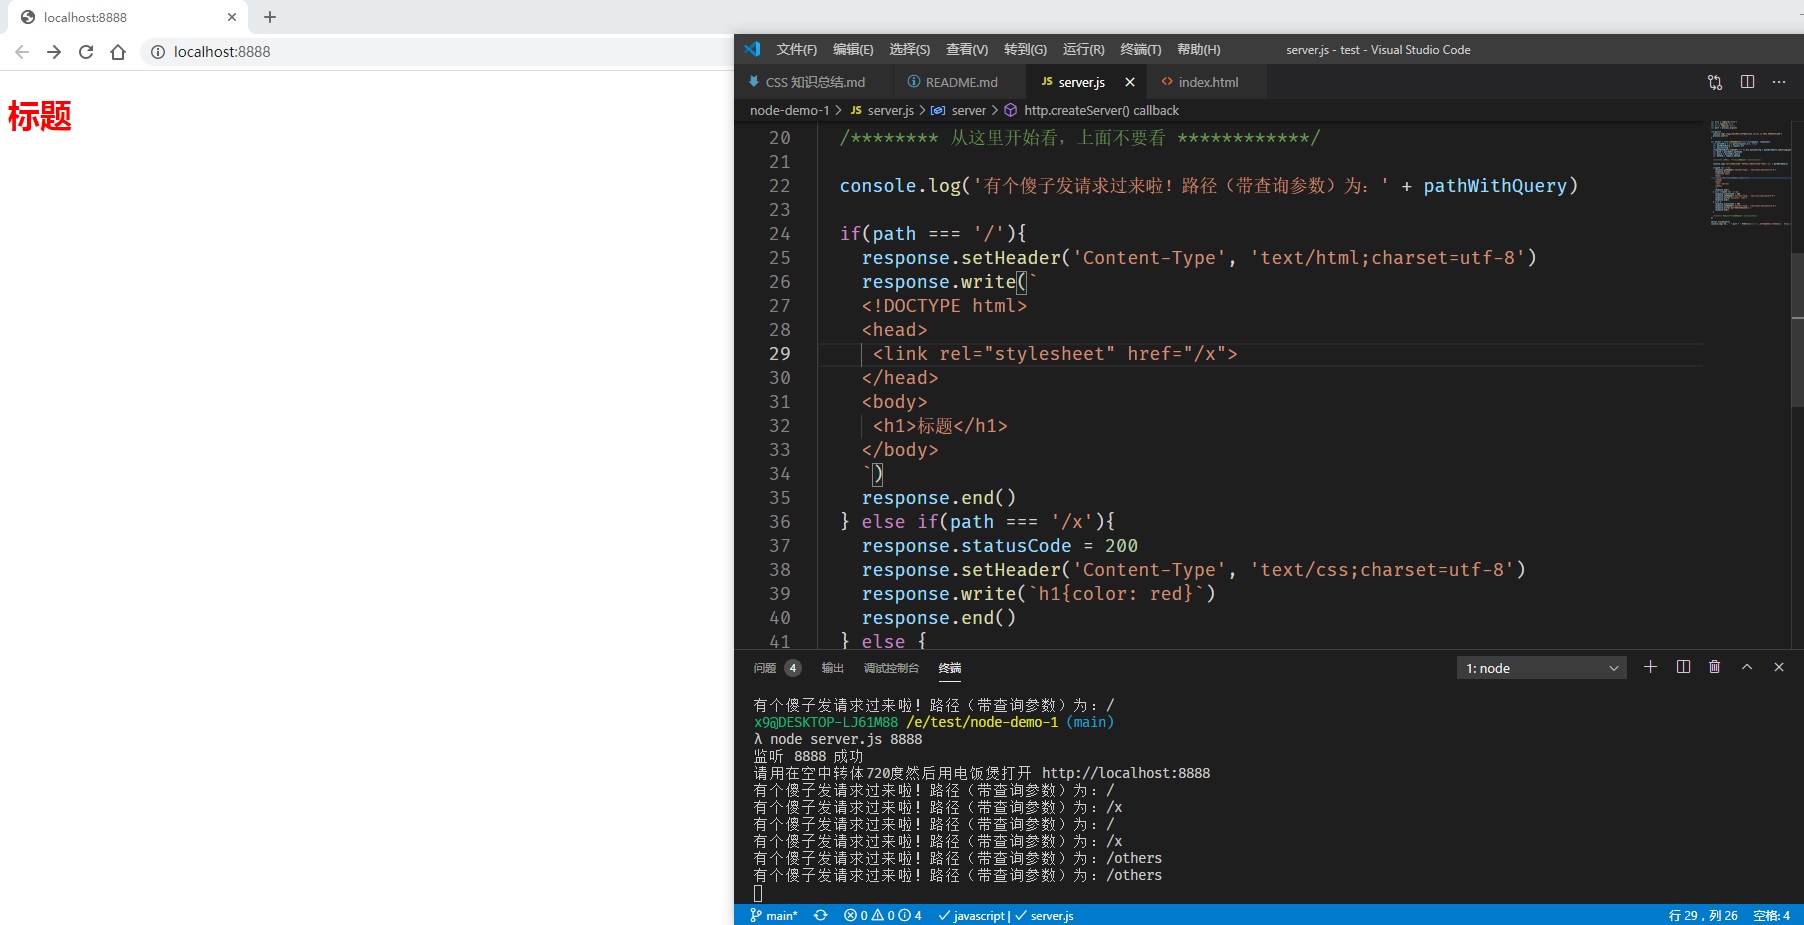 localhost:8888
localhost:8888
标题
文件(F) 编辑(E) 选择(S) 查看(V) 转到(G) 运行(R) 终端(T) 帮助(H) server.js - test - Visual Studio Code
CSS 知识总结.md README.md JS server.js index.html
node-demo-1 > JS server.js > server > http.createServer() callback
20 /******** 从这里开始看，上面不要看 ************/
21
22 console.log('有个傻子发请求过来啦！路径（带查询参数）为：' + pathWithQuery)
23
24 if(path === '/'){
25 response.setHeader('Content-Type', 'text/html;charset=utf-8')
26 response.write(`
27 <!DOCTYPE html>
28 <head>
29 <link rel="stylesheet" href="/x">
30 </head>
31 <body>
32 <h1>标题</h1>
33 </body>
34 `)
35 response.end()
36 } else if(path === '/x'){
37 response.statusCode = 200
38 response.setHeader('Content-Type', 'text/css;charset=utf-8')
39 response.write(`h1{color: red}`)
40 response.end()
41 } else {
问题 4 输出 调试控制台 终端 1: node
有个傻子发请求过来啦！路径（带查询参数）为：/
x9@DESKTOP-LJ61M88 /e/test/node-demo-1 (main)
λ node server.js 8888
监听 8888 成功
请用在空中转体720度然后用电饭煲打开 http://localhost:8888
有个傻子发请求过来啦！路径（带查询参数）为：/
有个傻子发请求过来啦！路径（带查询参数）为：/x
有个傻子发请求过来啦！路径（带查询参数）为：/
有个傻子发请求过来啦！路径（带查询参数）为：/x
有个傻子发请求过来啦！路径（带查询参数）为：/others
有个傻子发请求过来啦！路径（带查询参数）为：/others
main* 0 0 4 javascript | server.js 行 29，列 26 空格: 4